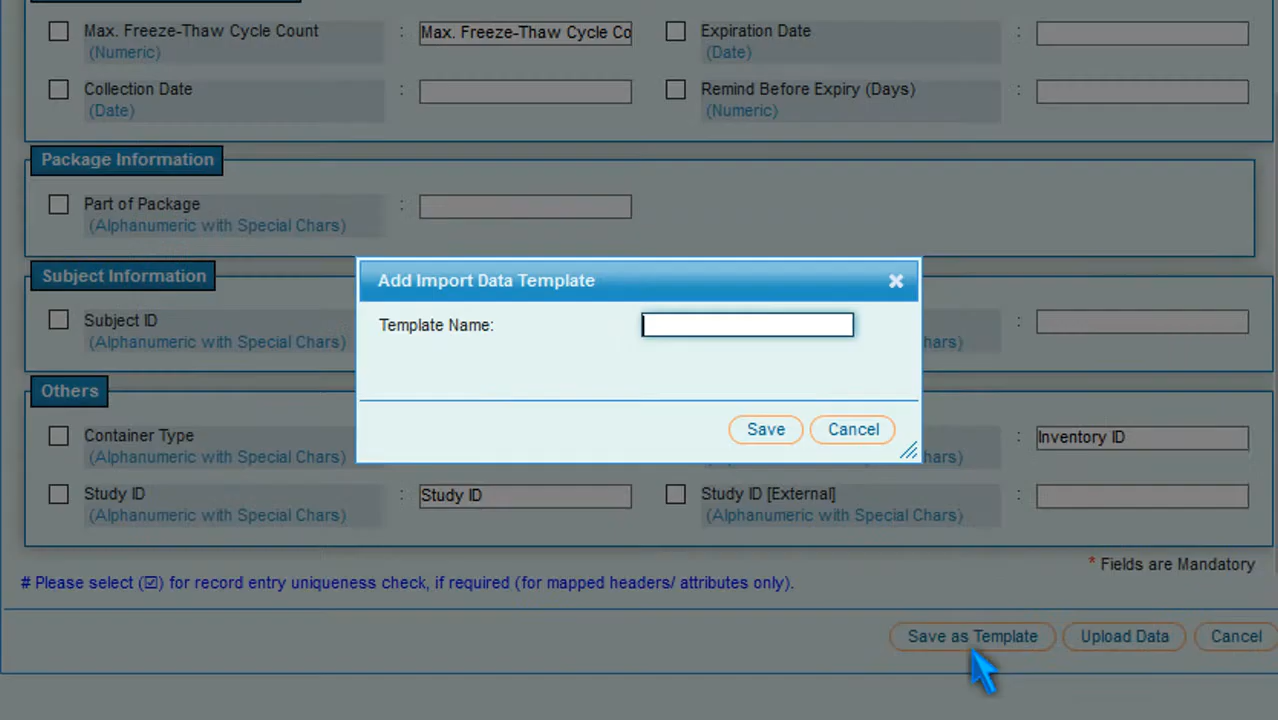 Max. Freeze-Thaw Cycle Count : Max. Freeze-Thaw Cycle Co Expiration Date :
(Numeric) (Date)
Collection Date : Remind Before Expiry (Days) :
(Date) (Numeric)
Package Information
Part of Package :
(Alphanumeric with Special Chars)
Subject Information
Subject ID :
(Alphanumeric with Special Chars) hars)
Add Import Data Template
Template Name:
Save Cancel
Others
Container Type : Inventory ID
(Alphanumeric with Special Chars) hars)
Study ID : Study ID Study ID [External] :
(Alphanumeric with Special Chars) (Alphanumeric with Special Chars)
* Fields are Mandatory
# Please select (☑) for record entry uniqueness check, if required (for mapped headers/ attributes only).
Save as Template Upload Data Cancel